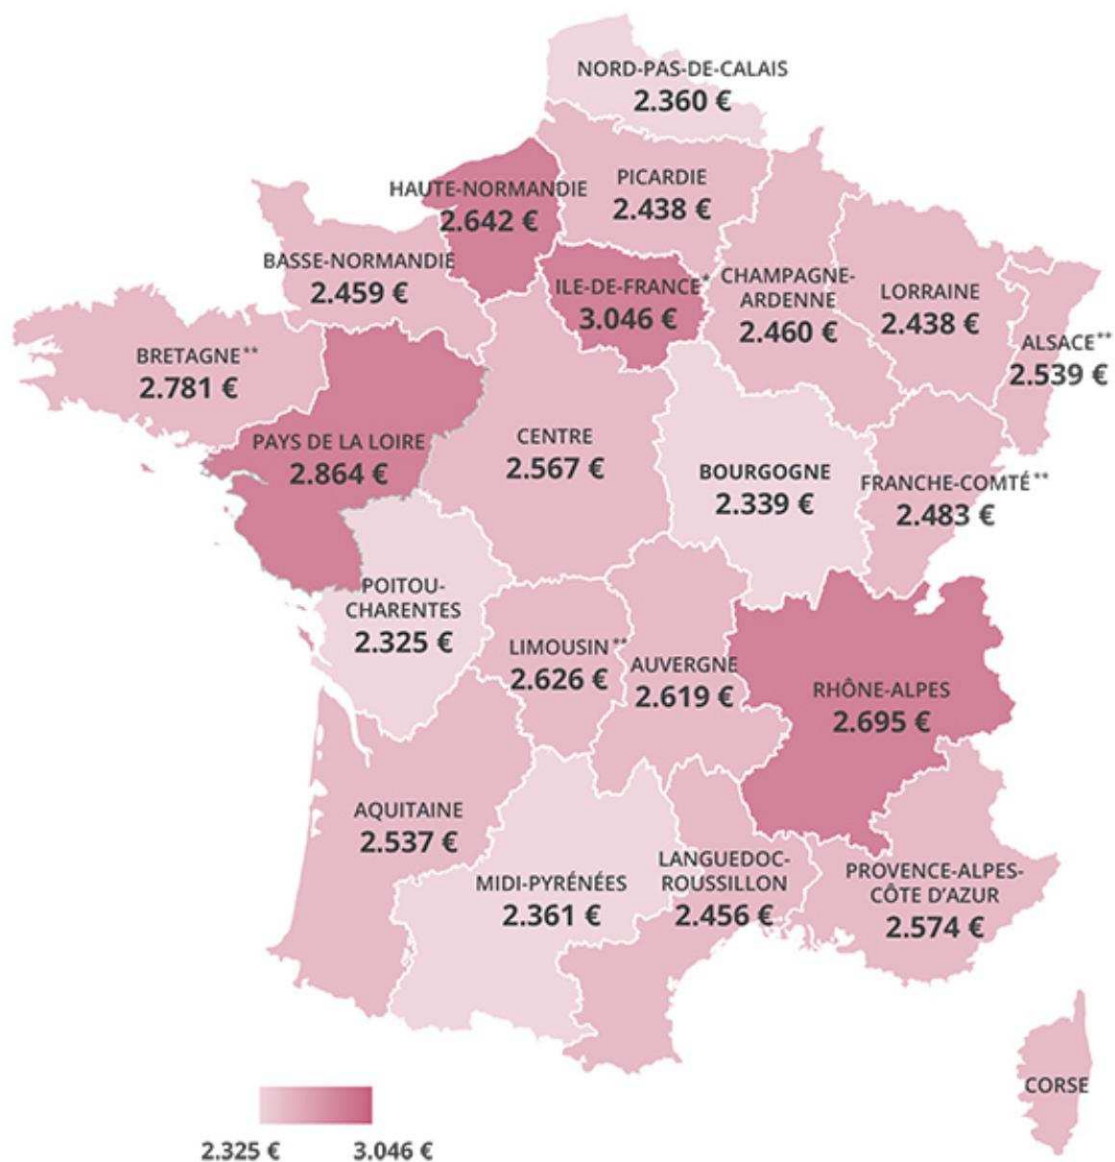 NORD-PAS-DE-CALAIS
2.360 €
HAUTE-NORMANDIE
2.642 €
PICARDIE
2.438 €
BASSE-NORMANDIE
2.459 €
ILE-DE-FRANCE*
3.046 €
CHAMPAGNE-
ARDENNE
2.460 €
LORRAINE
2.438 €
ALSACE**
2.539 €
BRETAGNE**
2.781 €
PAYS DE LA LOIRE
2.864 €
CENTRE
2.567 €
BOURGOGNE
2.339 €
FRANCHE-COMTÉ**
2.483 €
POITOU-
CHARENTES
2.325 €
LIMOUSIN**
2.626 €
AUVERGNE
2.619 €
RHÔNE-ALPES
2.695 €
AQUITAINE
2.537 €
MIDI-PYRÉNÉES
2.361 €
LANGUEDOC-
ROUSSILLON
2.456 €
PROVENCE-ALPES-
CÔTE D'AZUR
2.574 €
CORSE
2.325 €
3.046 €